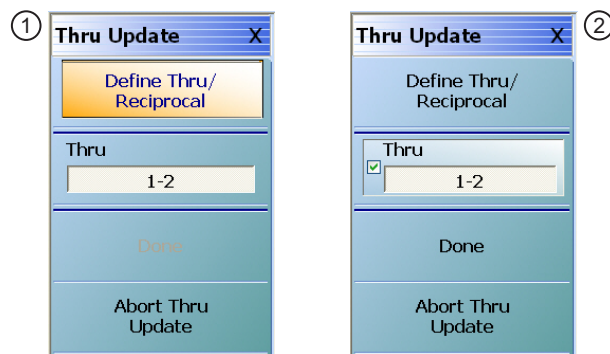 1
Thru Update X
Define Thru/
Reciprocal
Thru
1-2
Done
Abort Thru
Update
2
Thru Update X
Define Thru/
Reciprocal
Thru
1-2
Done
Abort Thru
Update